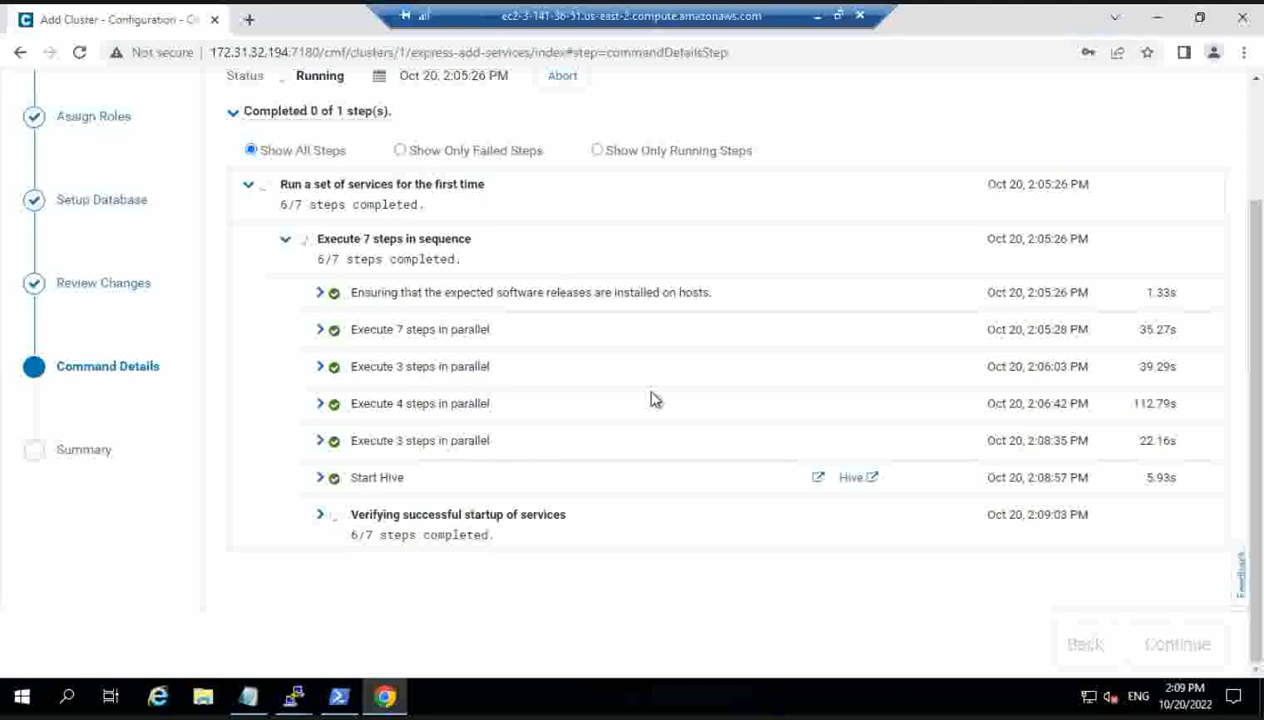 Add Cluster - Configuration - Cl
ec2-3-141-36-51.us-east-2.compute.amazonaws.com
Not secure
172.31.32.194:7180/cmf/clusters/1/express-add-services/index#step=commandDetailsStep
Status Running Oct 20, 2:05:26 PM Abort
Completed 0 of 1 step(s).
Show All Steps Show Only Failed Steps Show Only Running Steps
Assign Roles
Setup Database
Review Changes
Command Details
Summary
Run a set of services for the first time Oct 20, 2:05:26 PM
6/7 steps completed.
Execute 7 steps in sequence Oct 20, 2:05:26 PM
6/7 steps completed.
Ensuring that the expected software releases are installed on hosts. Oct 20, 2:05:26 PM 1.33s
Execute 7 steps in parallel Oct 20, 2:05:28 PM 35.27s
Execute 3 steps in parallel Oct 20, 2:06:03 PM 39.29s
Execute 4 steps in parallel Oct 20, 2:06:42 PM 112.79s
Execute 3 steps in parallel Oct 20, 2:08:35 PM 22.16s
Start Hive Hive Oct 20, 2:08:57 PM 5.93s
Verifying successful startup of services Oct 20, 2:09:03 PM
6/7 steps completed.
Feedback
Back Continue
ENG
2:09 PM
10/20/2022